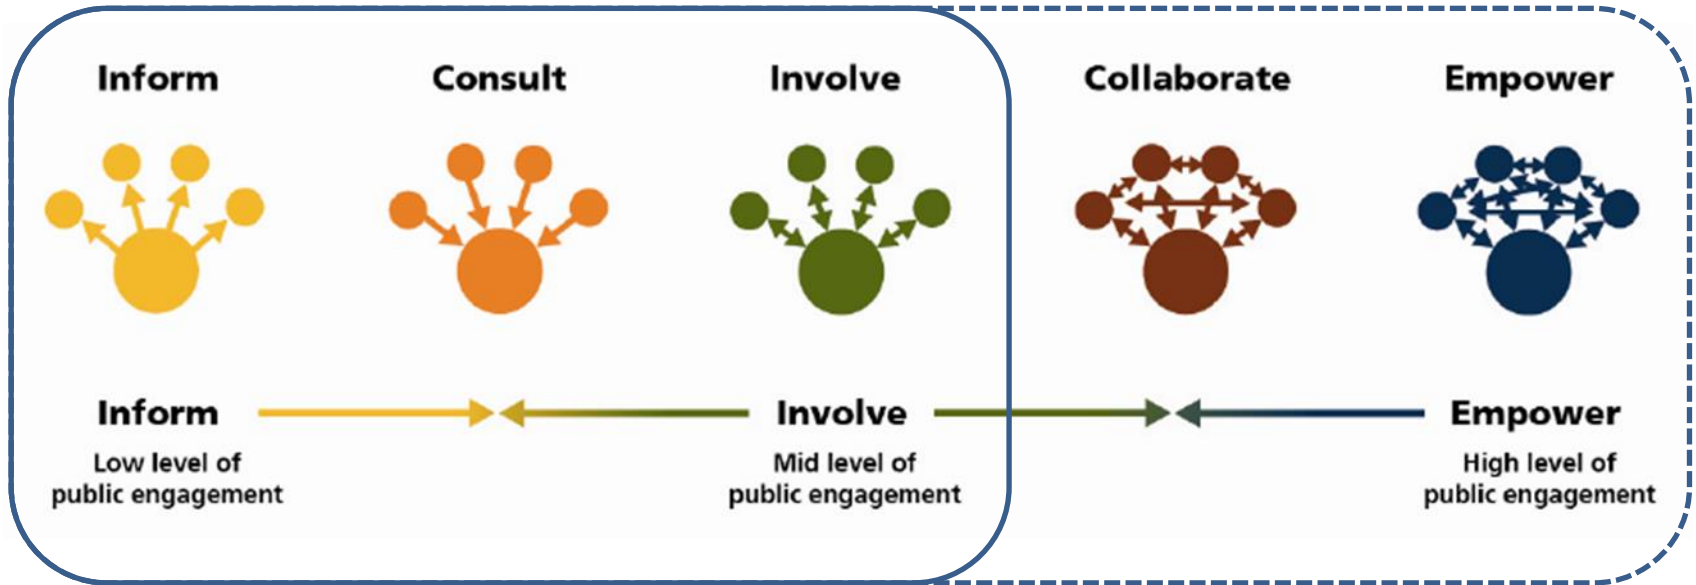 Inform
Consult
Involve
Collaborate
Empower
Inform
Involve
Empower
Low level of
public engagement
Mid level of
public engagement
High level of
public engagement